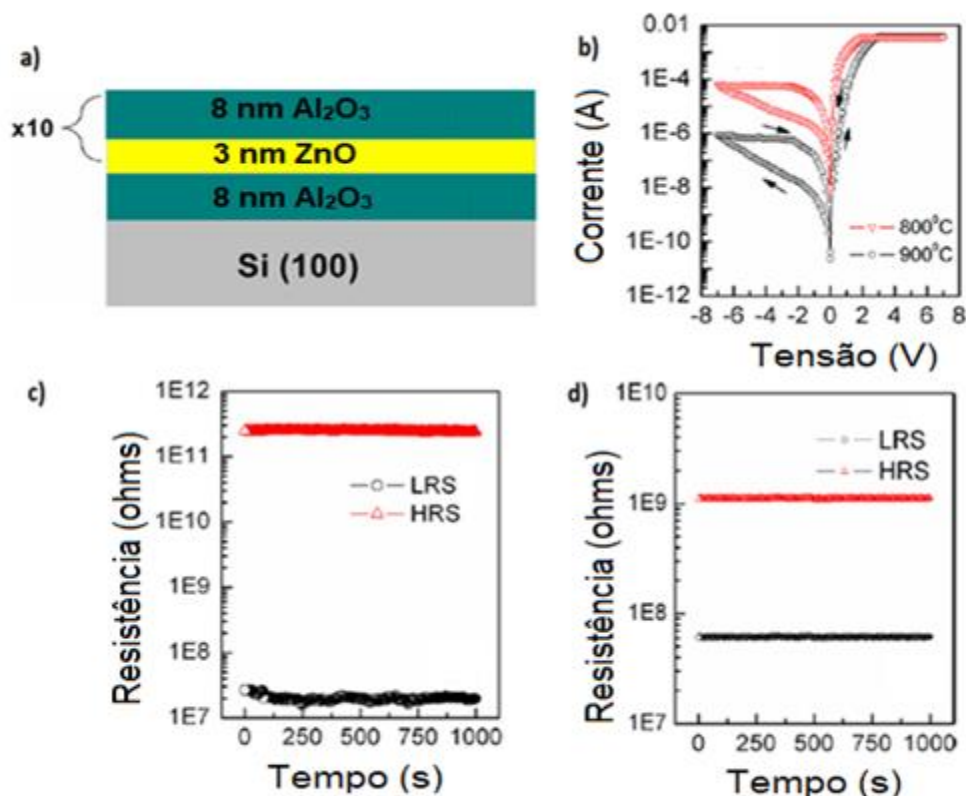 a)
8 nm Al₂O₃
x10
3 nm ZnO
8 nm Al₂O₃
Si (100)
b)
Corrente (A)
0.01
1E-4
1E-6
1E-8
1E-10
1E-12
800⁰C
900⁰C
-8 -6 -4 -2 0 2 4 6 8
Tensão (V)
c)
Resistência (ohms)
1E12
1E11
1E10
1E9
1E8
1E7
LRS
HRS
0 250 500 750 1000
Tempo (s)
d)
Resistência (ohms)
1E10
1E9
1E8
1E7
LRS
HRS
0 250 500 750 1000
Tempo (s)